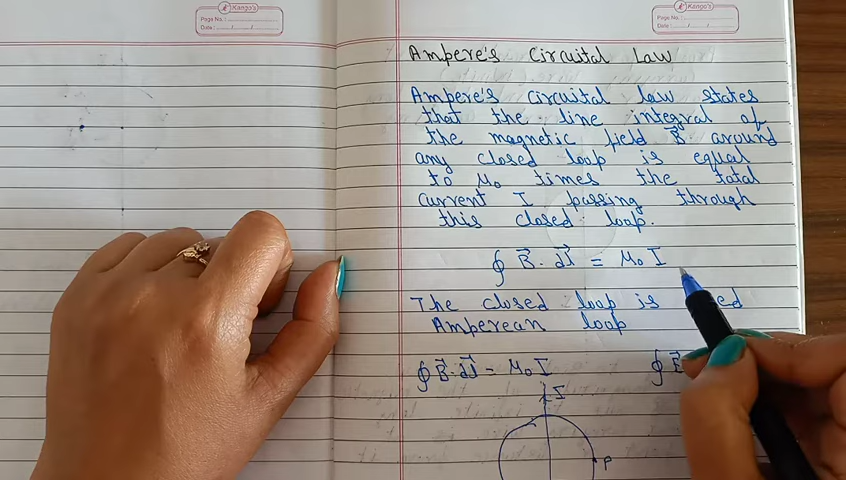 Kango's
Page No. :
Date :
Kango's
Page No. :
Date :
Ampere's Circuital Law
Ampere's circuital law states
that the line integral of
the magnetic field B⃗ around
any closed loop is equal
to μ₀ times the total
current I passing through
this closed loop.
∮ B⃗ . dl⃗ = μ₀ I
The closed loop is
Amperean loop
∮ B⃗ . dl⃗ = μ₀ I
I
P